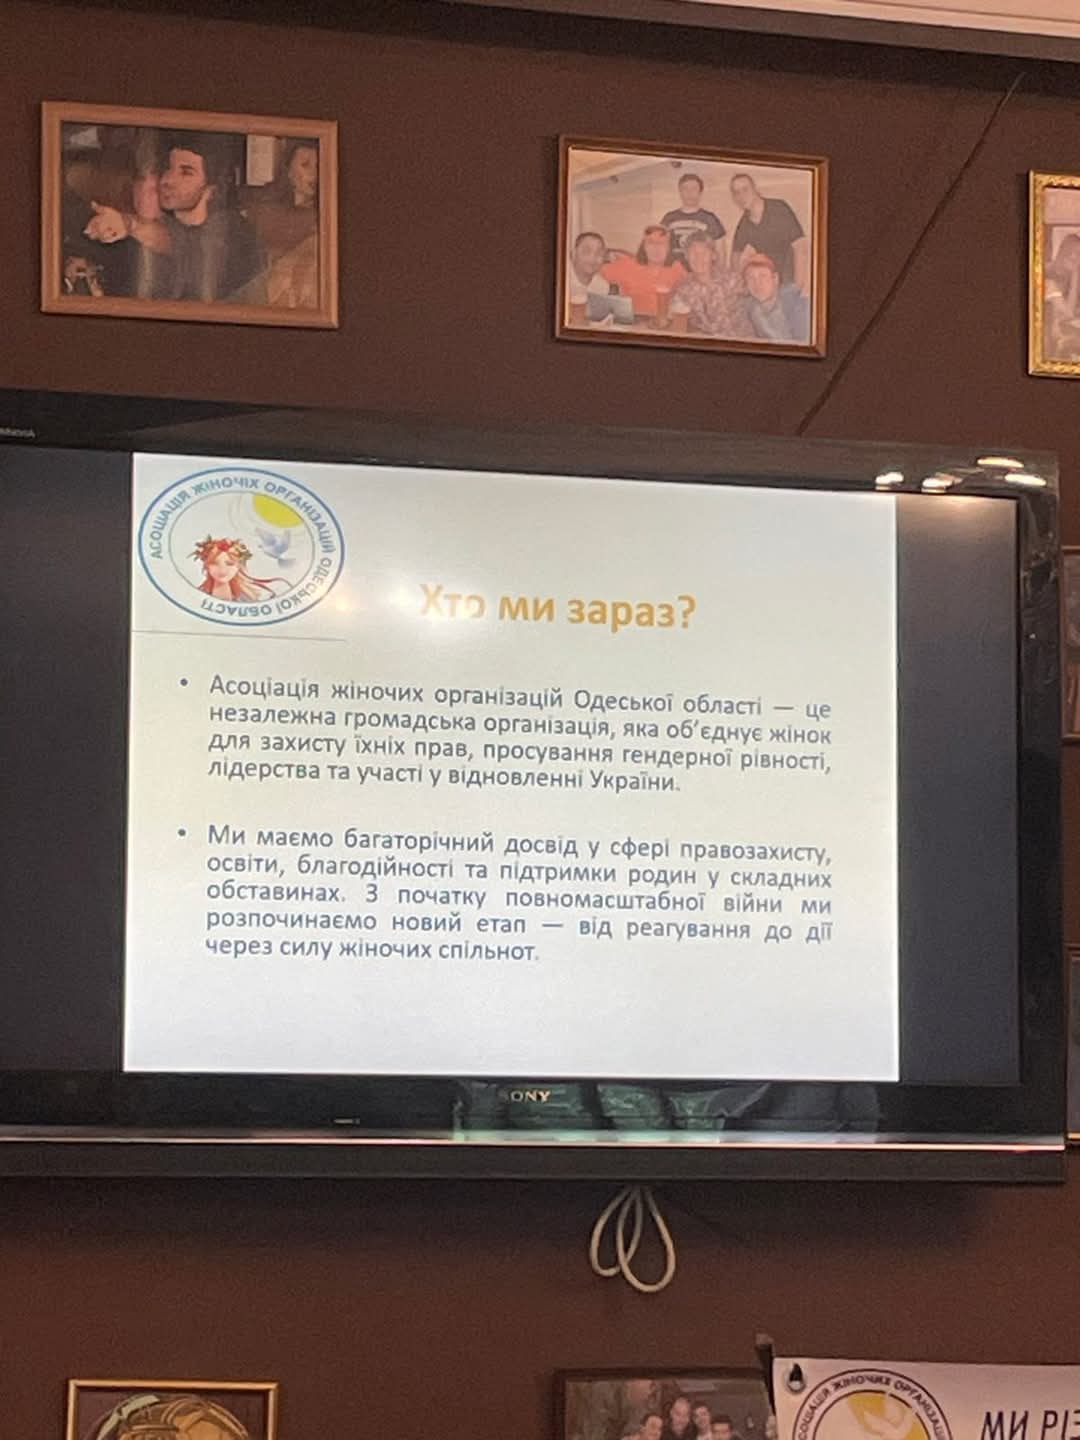 АСОЦІАЦІЯ ЖІНОЧІХ ОРГАНІЗАЦІЙ ОДЕСЬКОЇ ОБЛАСТІ
Хто ми зараз?
• Асоціація жіночих організацій Одеської області — це
незалежна громадська організація, яка об’єднує жінок
для захисту їхніх прав, просування гендерної рівності,
лідерства та участі у відновленні України.
• Ми маємо багаторічний досвід у сфері правозахисту,
освіти, благодійності та підтримки родин у складних
обставинах. З початку повномасштабної війни ми
розпочинаємо новий етап — від реагування до дії
через силу жіночих спільнот.
SONY
АСОЦІАЦІЯ ЖІНОЧИХ ОРГАНІЗАЦІ
МИ РІЗ